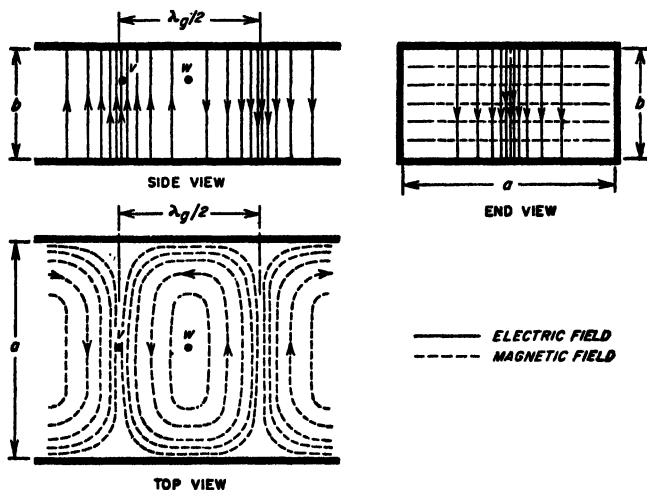 λg/2
b
v
w
SIDE VIEW
b
a
END VIEW
λg/2
a
v
w
TOP VIEW
ELECTRIC FIELD
MAGNETIC FIELD